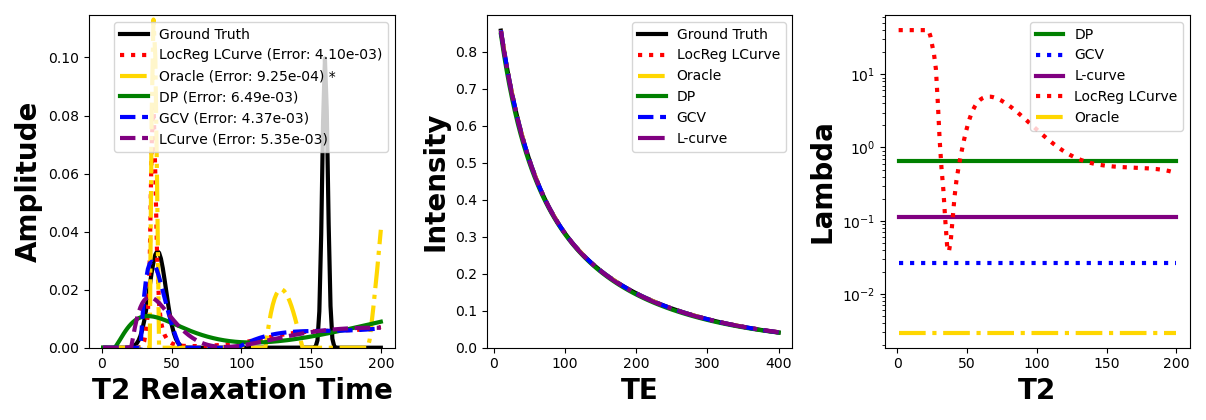 0.00
0.02
0.04
0.06
0.08
0.10
0
50
100
150
200
Amplitude
T2 Relaxation Time
Ground Truth
LocReg LCurve (Error: 4.10e-03)
Oracle (Error: 9.25e-04) *
DP (Error: 6.49e-03)
GCV (Error: 4.37e-03)
LCurve (Error: 5.35e-03)
0.0
0.1
0.2
0.3
0.4
0.5
0.6
0.7
0.8
0
100
200
300
400
Intensity
TE
Ground Truth
LocReg LCurve
Oracle
DP
GCV
L-curve
10⁻²
10⁻¹
10⁰
10¹
0
50
100
150
200
Lambda
T2
DP
GCV
L-curve
LocReg LCurve
Oracle